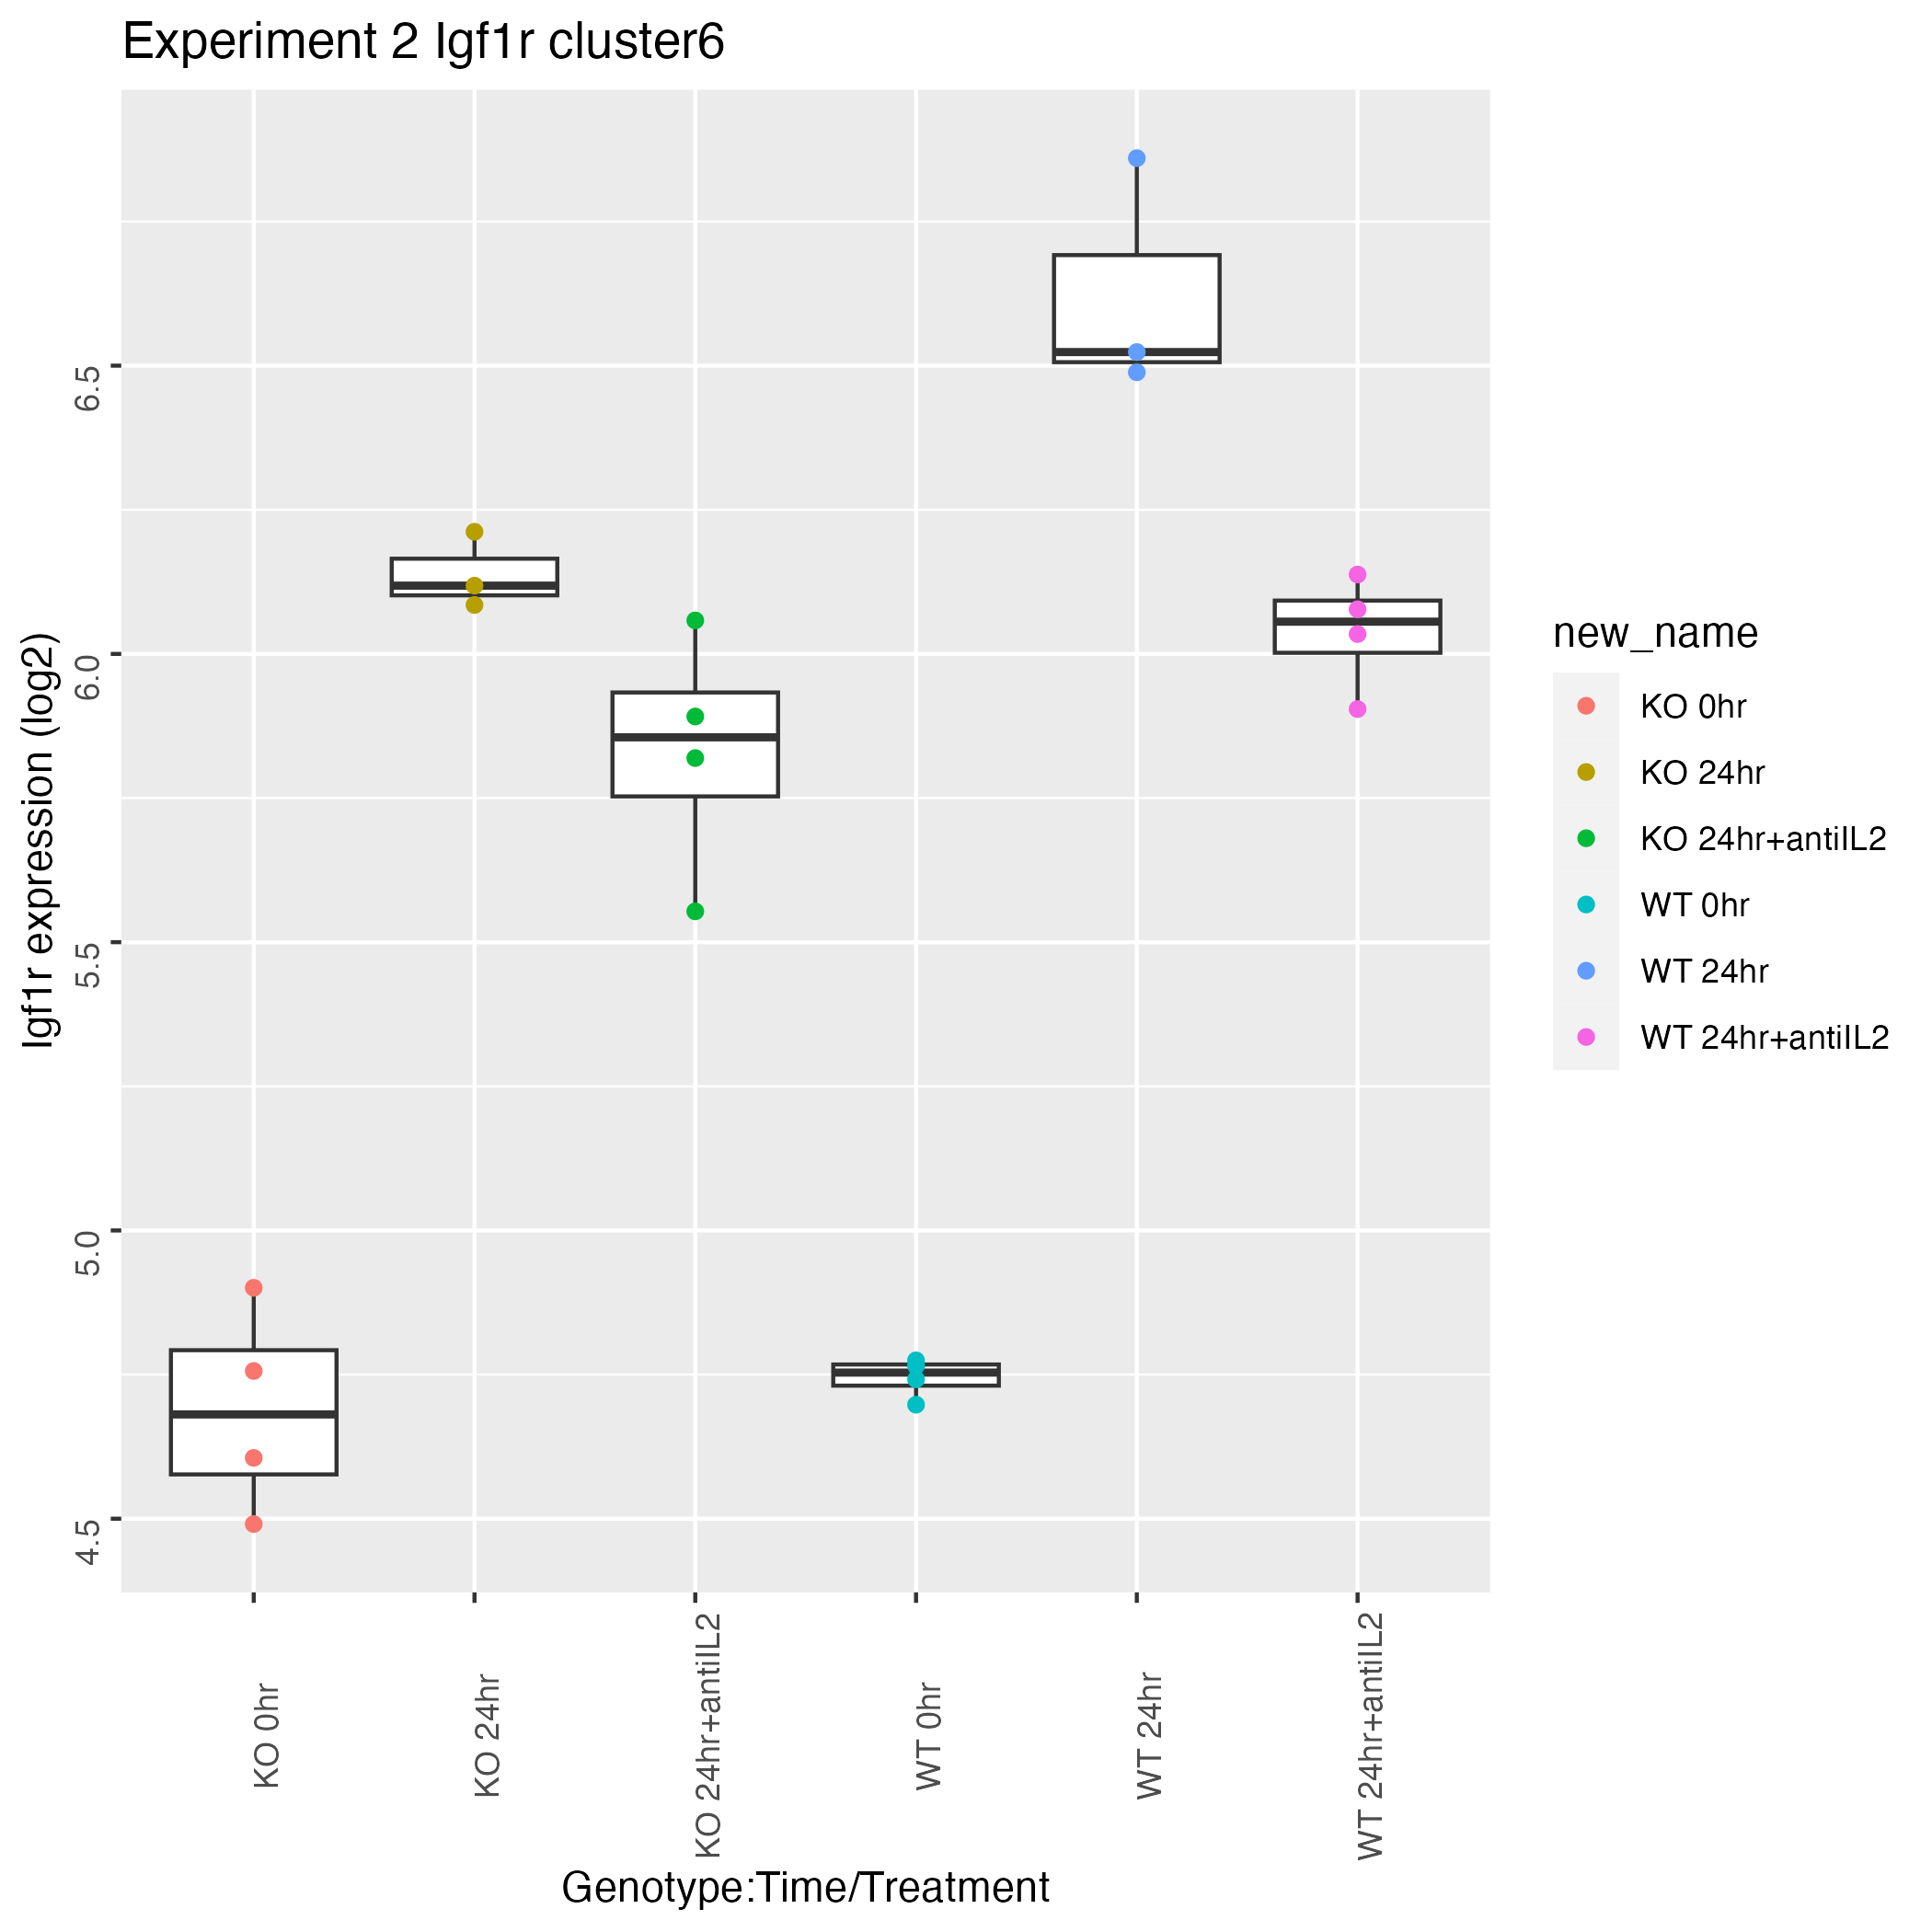 Experiment 2 Igf1r cluster6
Igf1r expression (log2)
6.5
6.0
5.5
5.0
4.5
KO 0hr
KO 24hr
KO 24hr+antiIL2
WT 0hr
WT 24hr
WT 24hr+antiIL2
Genotype:Time/Treatment
new_name
KO 0hr
KO 24hr
KO 24hr+antiIL2
WT 0hr
WT 24hr
WT 24hr+antiIL2